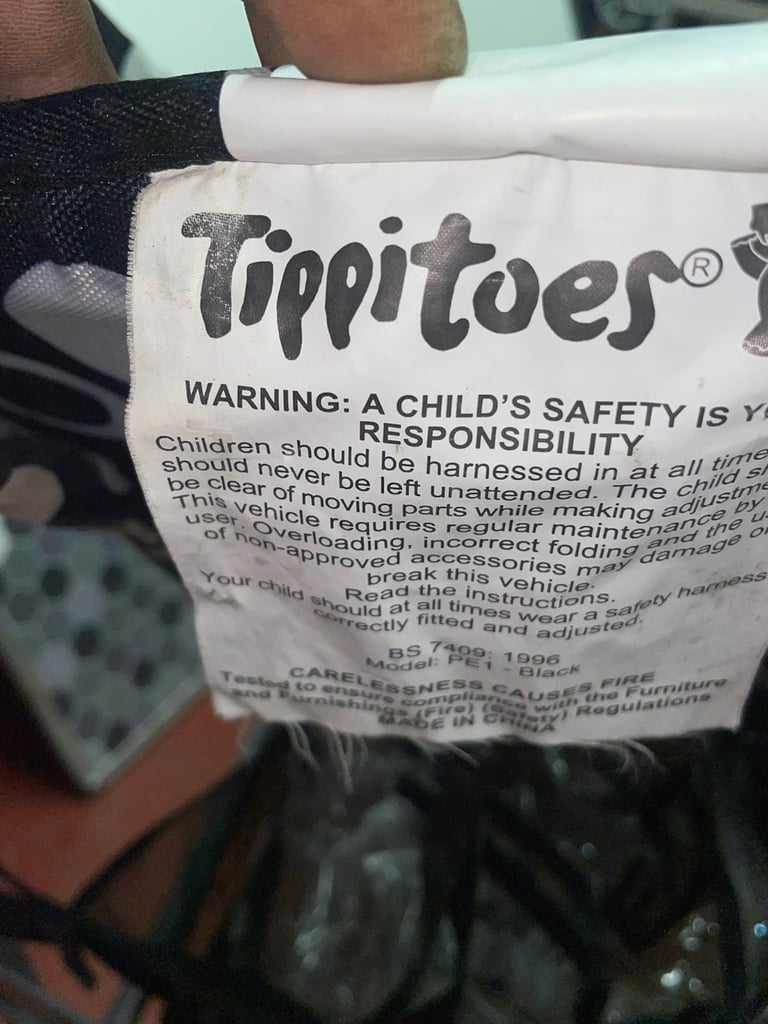 Tippitoes®
WARNING: A CHILD'S SAFETY IS
RESPONSIBILITY
Children should be harnessed in at all
should never be left unattended. The child
be clear of moving parts while making
This vehicle requires regular maintenance by
user. Overloading, incorrect folding and the
of non-approved accessories may damage
break this vehicle.
Read the instructions.
Your child should at all times wear a safety harness
correctly fitted and adjusted.
BS 7409: 1996
Model: PE1 - Black
CARELESSNESS CAUSES FIRE
Tested to ensure compliance with the Furniture
and Furnishings (Fire) (Safety) Regulations
MADE IN CHINA